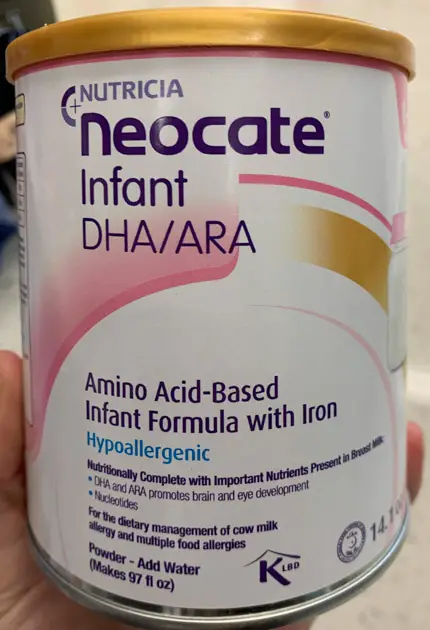 NUTRICIA
Neocate®
Infant
DHA/ARA
Amino Acid-Based
Infant Formula with Iron
Hypoallergenic
Nutritionally Complete with Important Nutrients Present in Breast Milk:
• DHA and ARA promotes brain and eye development
• Nucleotides
For the dietary management of cow milk
allergy and multiple food allergies
Powder - Add Water
(Makes 97 fl oz)
K LBD
14.1 oz